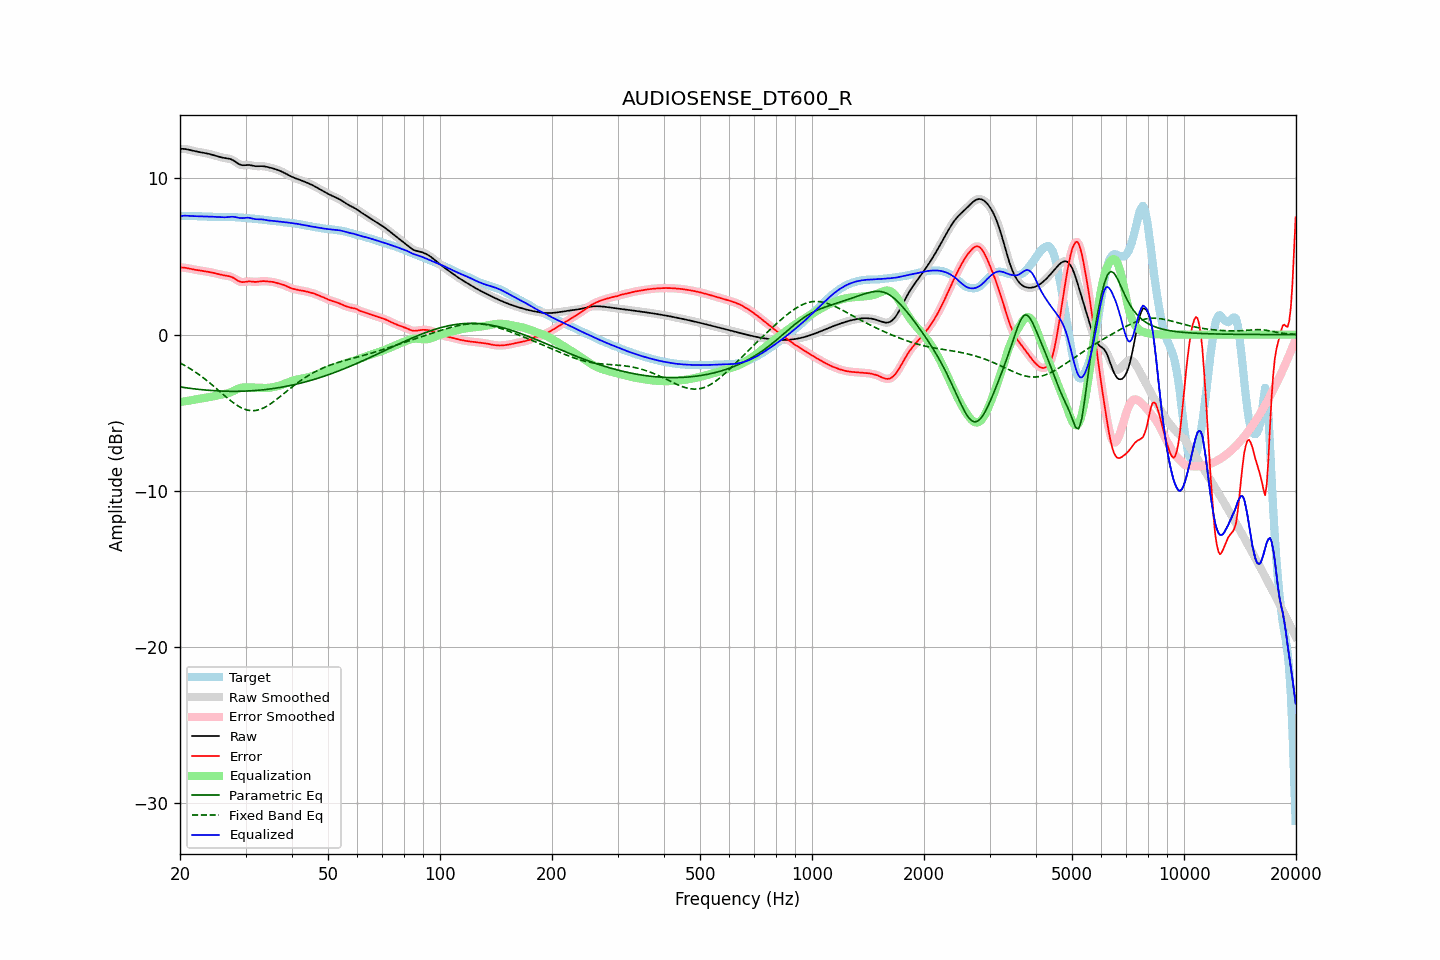 AUDIOSENSE_DT600_R
Amplitude (dBr)
10
0
−10
−20
−30
Target
Raw Smoothed
Error Smoothed
Raw
Error
Equalization
Parametric Eq
Fixed Band Eq
Equalized
20 50 100 200 500 1000 2000 5000 10000 20000
Frequency (Hz)